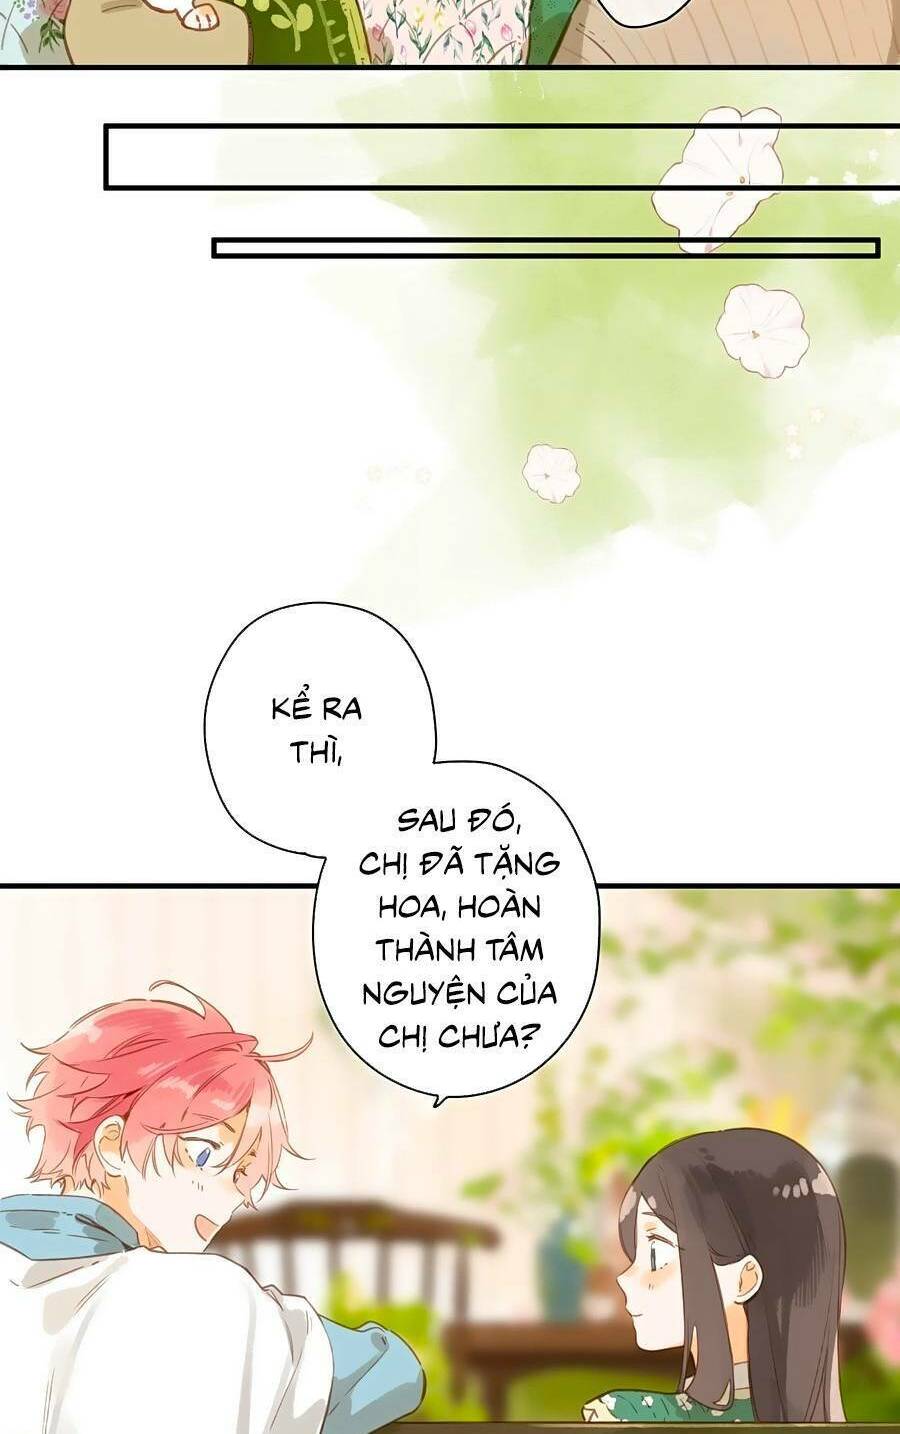 KỂ RA
THÌ,
SAU ĐÓ,
CHỊ ĐÃ TẶNG
HOA, HOÀN
THÀNH TÂM
NGUYỆN CỦA
CHỊ CHƯA?